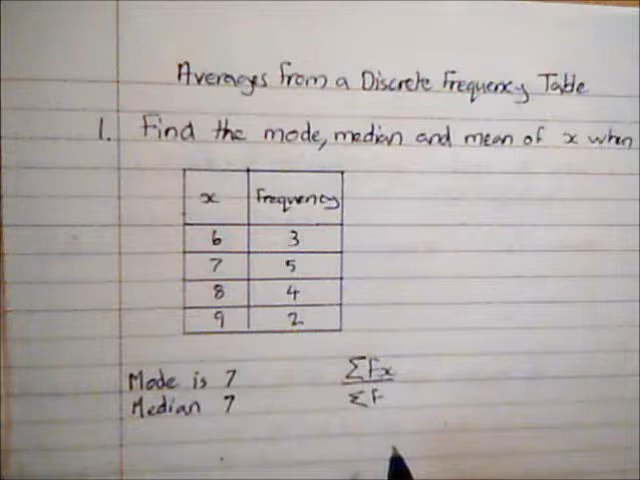 Averages from a Discrete Frequency Table
1. Find the mode, median and mean of x when
x Frequency
6 3
7 5
8 4
9 2
Mode is 7
Median 7
ΣFx
ΣF